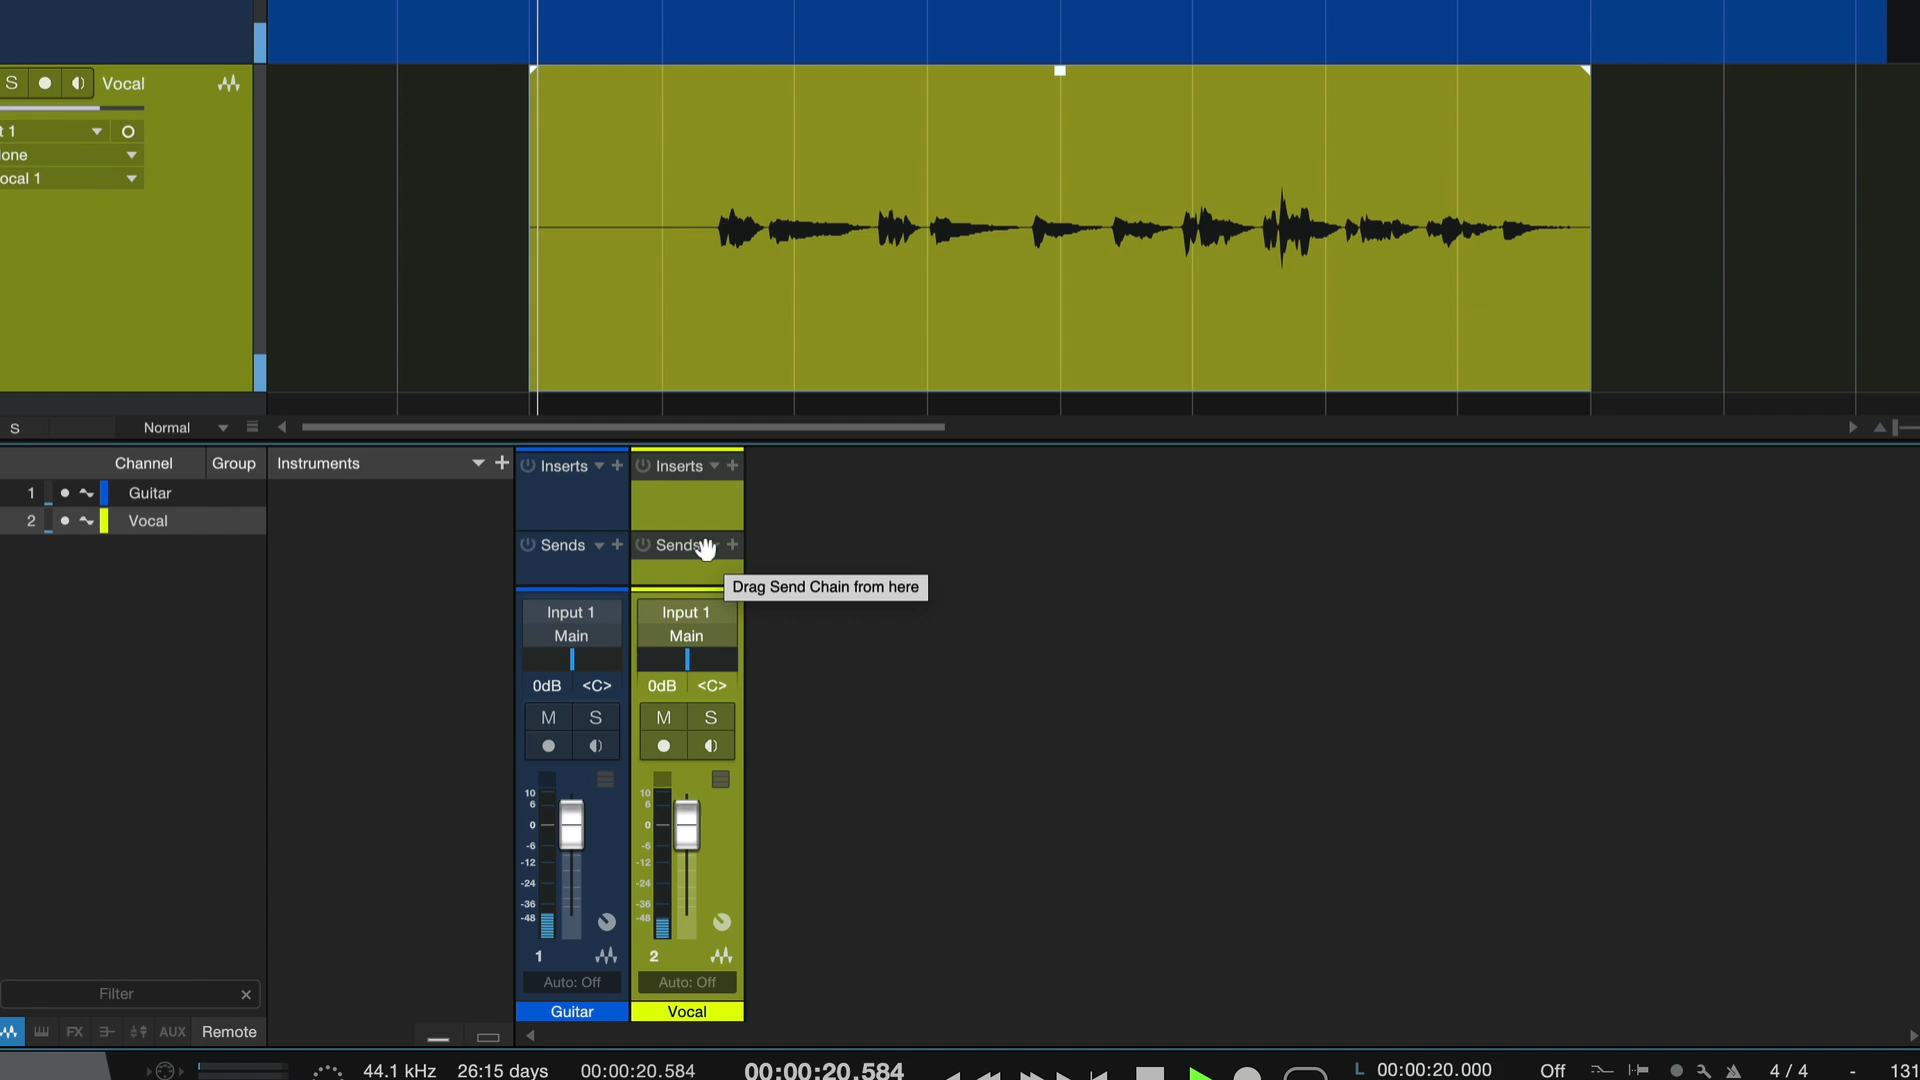 S Vocal
t 1
lone
ocal 1
S Normal
Channel Group Instruments
1 Guitar
2 Vocal
Inserts Inserts
Sends Sends
Drag Send Chain from here
Input 1 Input 1
Main Main
0dB <C> 0dB <C>
M S M S
10 10
6 6
0 0
-6 -6
-12 -12
-24 -24
-36 -36
-48 -48
1 2
Auto: Off Auto: Off
Guitar Vocal
Filter
FX AUX Remote
44.1 kHz 26:15 days 00:00:20.584 00:00:20.584 L 00:00:20.000 Off 4 / 4 - 131